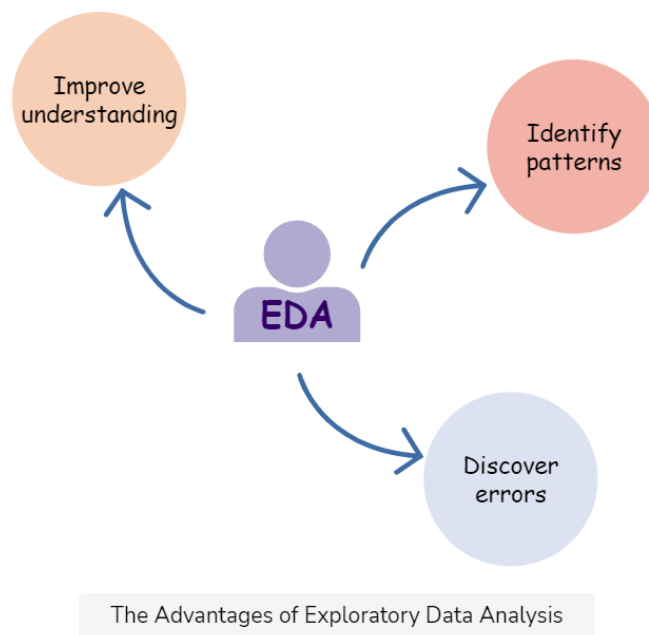 Improve
understanding
Identify
patterns
EDA
Discover
errors
The Advantages of Exploratory Data Analysis